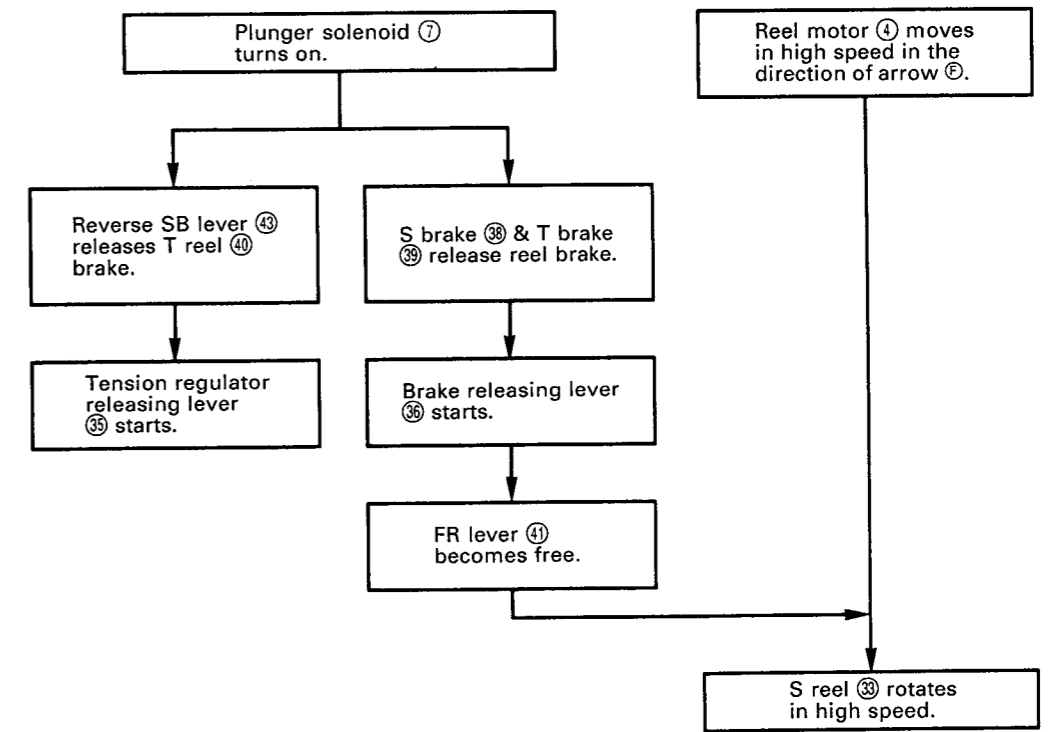 Plunger solenoid ⑦
turns on.
Reel motor ④ moves
in high speed in the
direction of arrow Ⓕ.
Reverse SB lever ㊸
releases T reel ㊵
brake.
S brake ㊳ & T brake
㊴ release reel brake.
Tension regulator
releasing lever
㉟ starts.
Brake releasing lever
㊱ starts.
FR lever ㊶
becomes free.
S reel ㉝ rotates
in high speed.